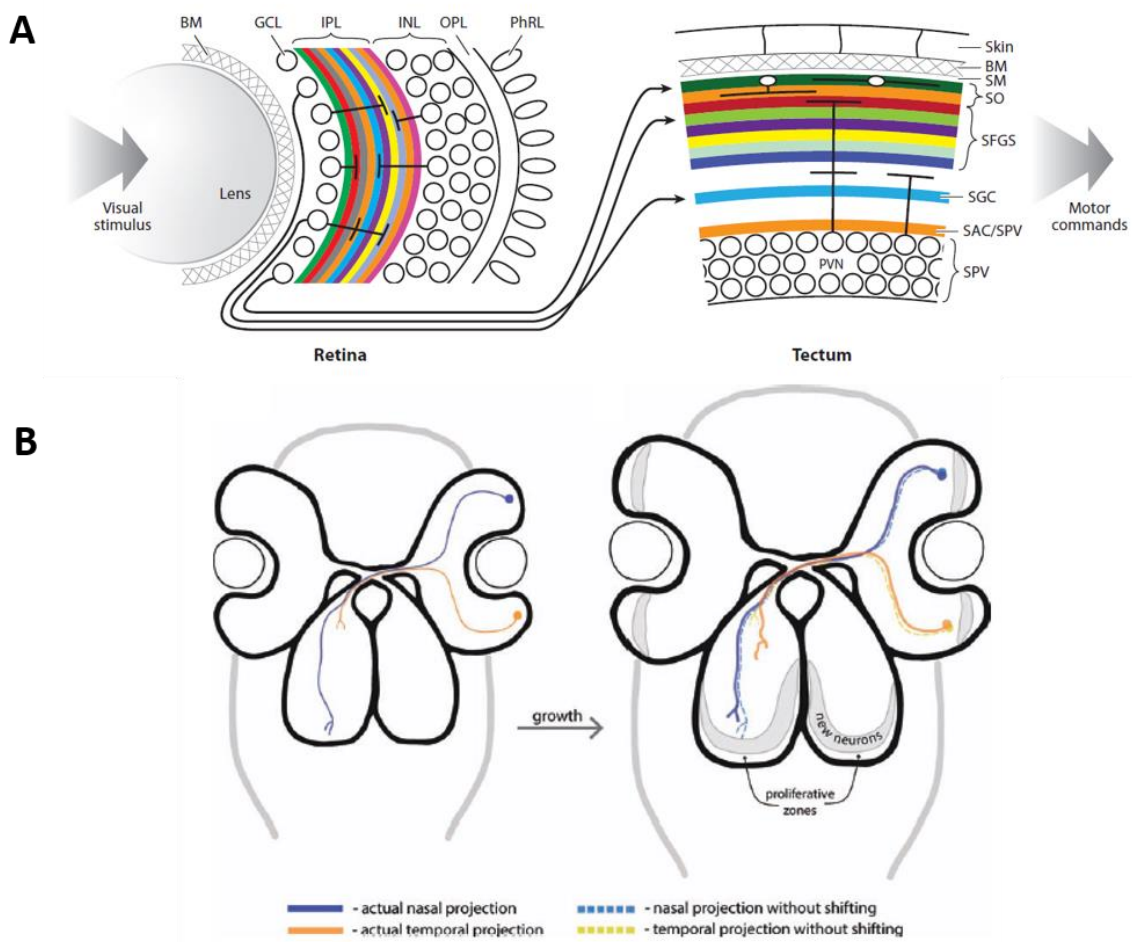 A
BM GCL IPL INL OPL PhRL
Lens
Visual
stimulus
Retina
Skin
BM
SM
SO
SFGS
SGC
SAC/SPV
SPV
PVN
Motor
commands
Tectum
B
growth
new neurons
proliferative
zones
- actual nasal projection
- nasal projection without shifting
- actual temporal projection
- temporal projection without shifting